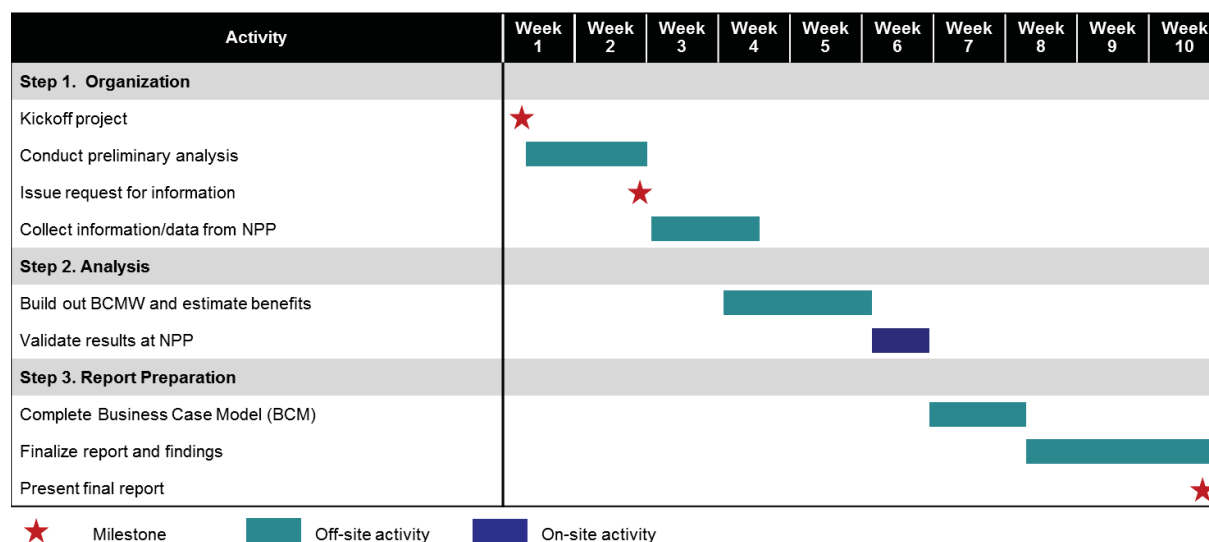 Activity
Week 1
Week 2
Week 3
Week 4
Week 5
Week 6
Week 7
Week 8
Week 9
Week 10
Step 1. Organization
Kickoff project
Conduct preliminary analysis
Issue request for information
Collect information/data from NPP
Step 2. Analysis
Build out BCMW and estimate benefits
Validate results at NPP
Step 3. Report Preparation
Complete Business Case Model (BCM)
Finalize report and findings
Present final report
Milestone
Off-site activity
On-site activity